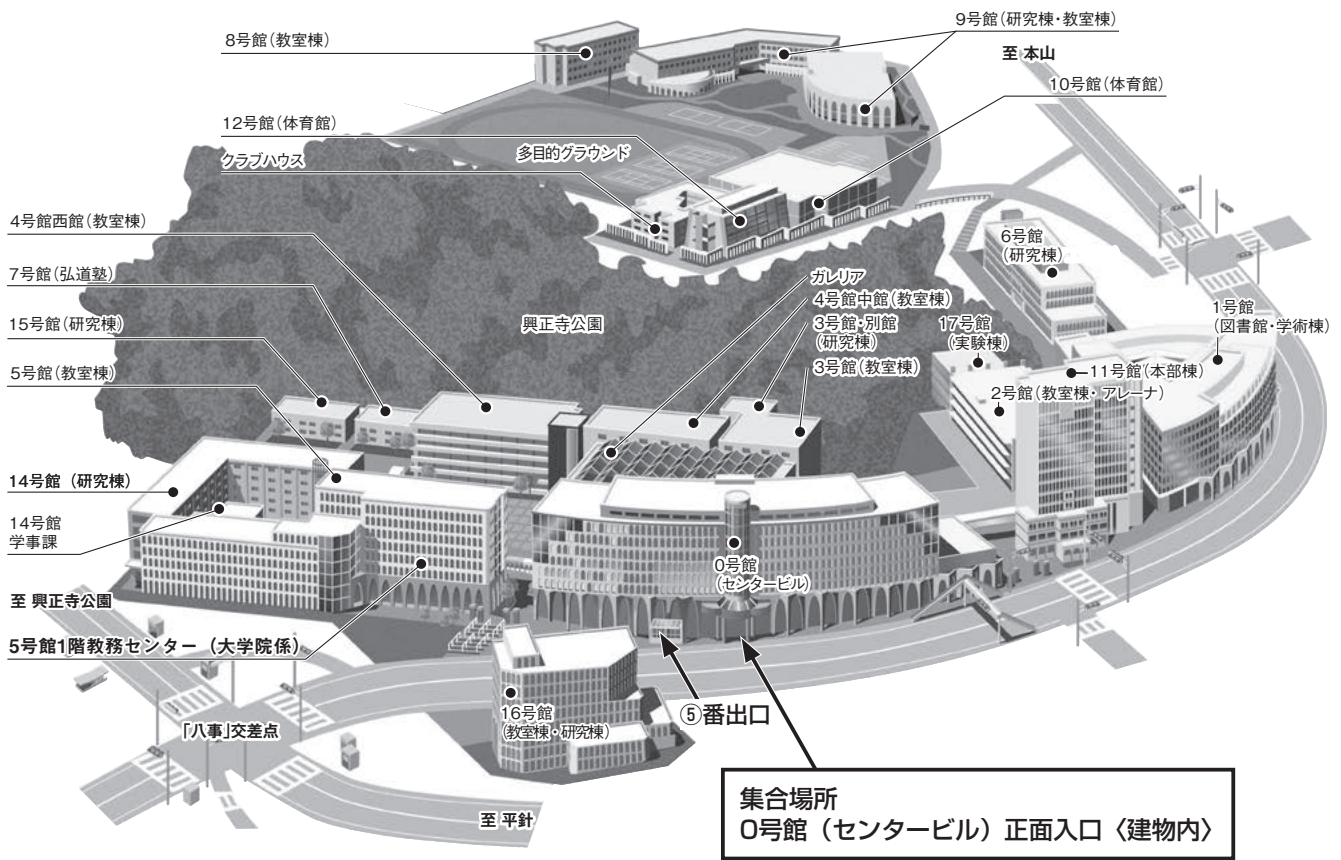 8号館(教室棟)
9号館(研究棟・教室棟)
至 本山
10号館(体育館)
12号館(体育館)
クラブハウス
多目的グラウンド
4号館西館(教室棟)
7号館(弘道塾)
15号館(研究棟)
5号館(教室棟)
興正寺公園
ガレリア
4号館中館(教室棟)
3号館・別館
(研究棟)
3号館(教室棟)
6号館
(研究棟)
17号館
(実験棟)
1号館
(図書館・学術棟)
11号館(本部棟)
2号館(教室棟・アレーナ)
14号館(研究棟)
14号館
学事課
0号館
(センタービル)
至 興正寺公園
5号館1階教務センター(大学院係)
16号館
(教室棟・研究棟)
⑤番出口
「八事」交差点
至 平針
集合場所
0号館(センタービル)正面入口〈建物内〉